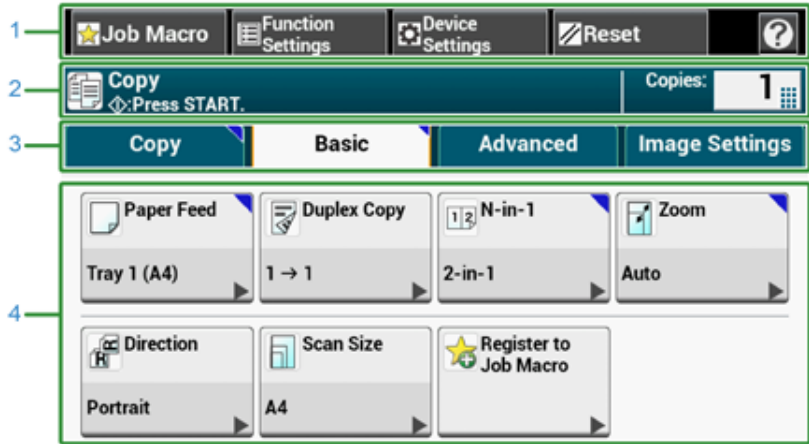 1
Job Macro
Function
Settings
Device
Settings
Reset
?
2
Copy
Copies:
1
:Press START.
3
Copy
Basic
Advanced
Image Settings
4
Paper Feed
Duplex Copy
1 2
N-in-1
Zoom
Tray 1 (A4)
1 → 1
2-in-1
Auto
R
H
Direction
Scan Size
Register to
Job Macro
Portrait
A4